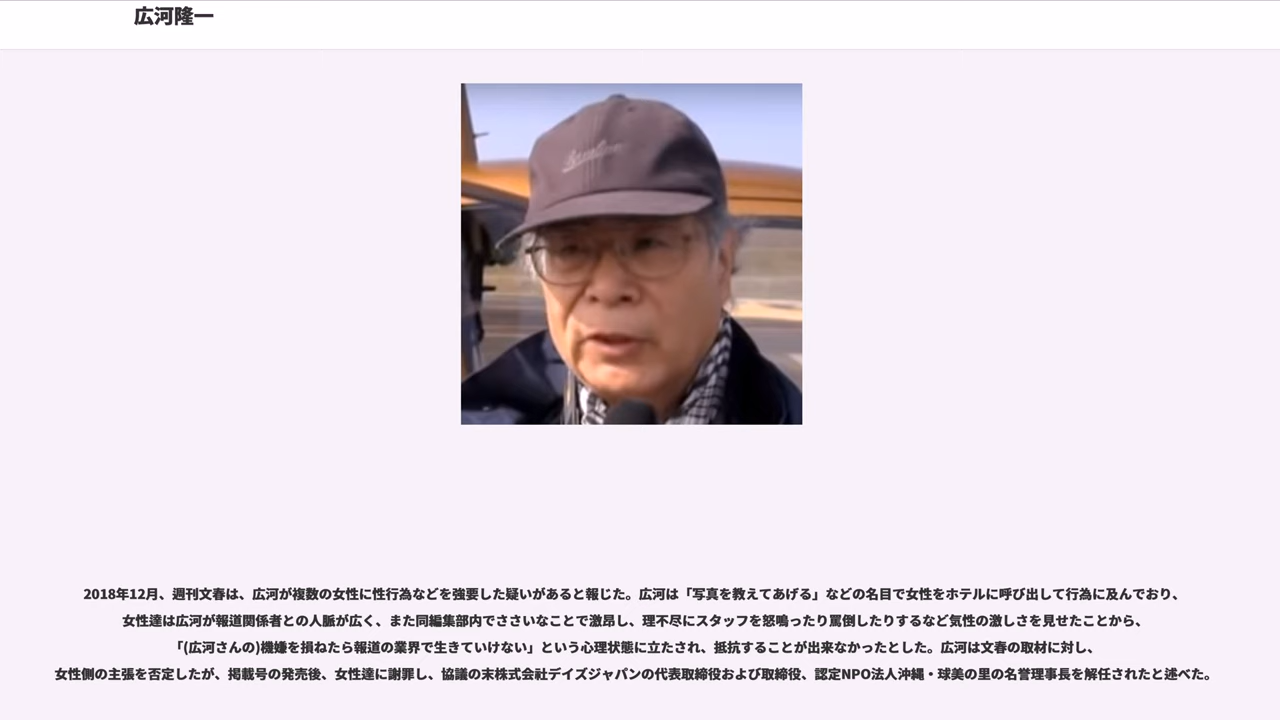 広河隆一
2018年12月、週刊文春は、広河が複数の女性に性行為などを強要した疑いがあると報じた。広河は「写真を教えてあげる」などの名目で女性をホテルに呼び出して行為に及んでおり、
女性達は広河が報道関係者との人脈が広く、また同編集部内でささいなことで激昂し、理不尽にスタッフを怒鳴ったり罵倒したりするなど気性の激しさを見せたことから、
「(広河さんの)機嫌を損ねたら報道の業界で生きていけない」という心理状態に立たされ、抵抗することが出来なかったとした。広河は文春の取材に対し、
女性側の主張を否定したが、掲載号の発売後、女性達に謝罪し、協議の末株式会社デイズジャパンの代表取締役および取締役、認定NPO法人沖縄・球美の里の名誉理事長を解任されたと述べた。